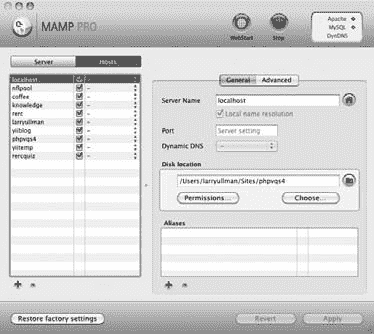 MAMP PRO
WebStart
Stop
Apache
MySQL
DynDNS
Server
Hosts
localhost
nflpool
coffee
knowledge
rent
larryullman
yiiblog
phpvqs4
yiitemp
rercquiz
General
Advanced
Server Name
localhost
Local name resolution
Port
Server setting
Dynamic DNS
Disk location
/Users/larryullman/Sites/phpvqs4
Permissions...
Choose...
Aliases
Restore factory settings
Revert
Apply